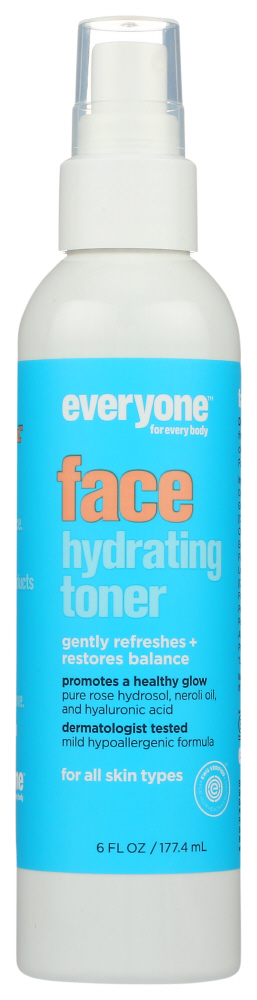 everyone™
for every body
face
hydrating
toner
gently refreshes +
restores balance
promotes a healthy glow
pure rose hydrosol, neroli oil,
and hyaluronic acid
dermatologist tested
mild hypoallergenic formula
for all skin types
6 FL OZ / 177.4 mL